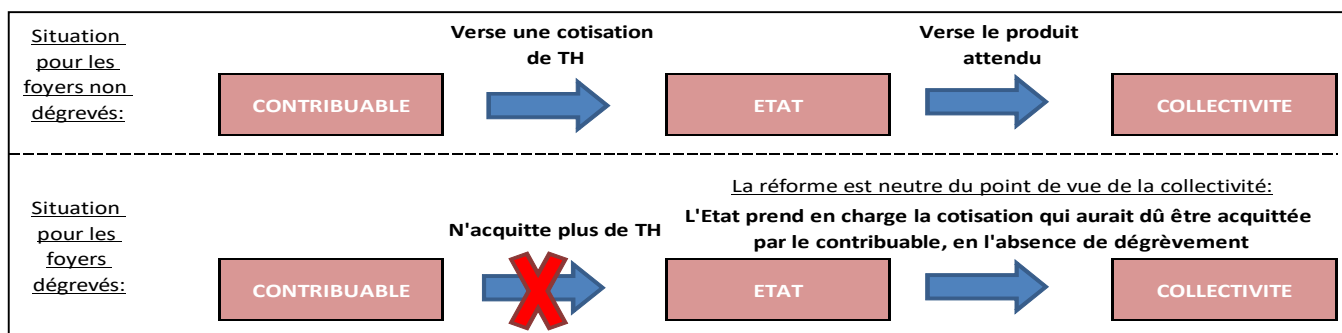 Situation
pour les
foyers non
dégrevés:
Verse une cotisation
de TH
Verse le produit
attendu
CONTRIBUABLE
ETAT
COLLECTIVITE
Situation
pour les
foyers
dégrevés:
N'acquitte plus de TH
La réforme est neutre du point de vue de la collectivité:
L'Etat prend en charge la cotisation qui aurait dû être acquittée
par le contribuable, en l'absence de dégrèvement
CONTRIBUABLE
ETAT
COLLECTIVITE